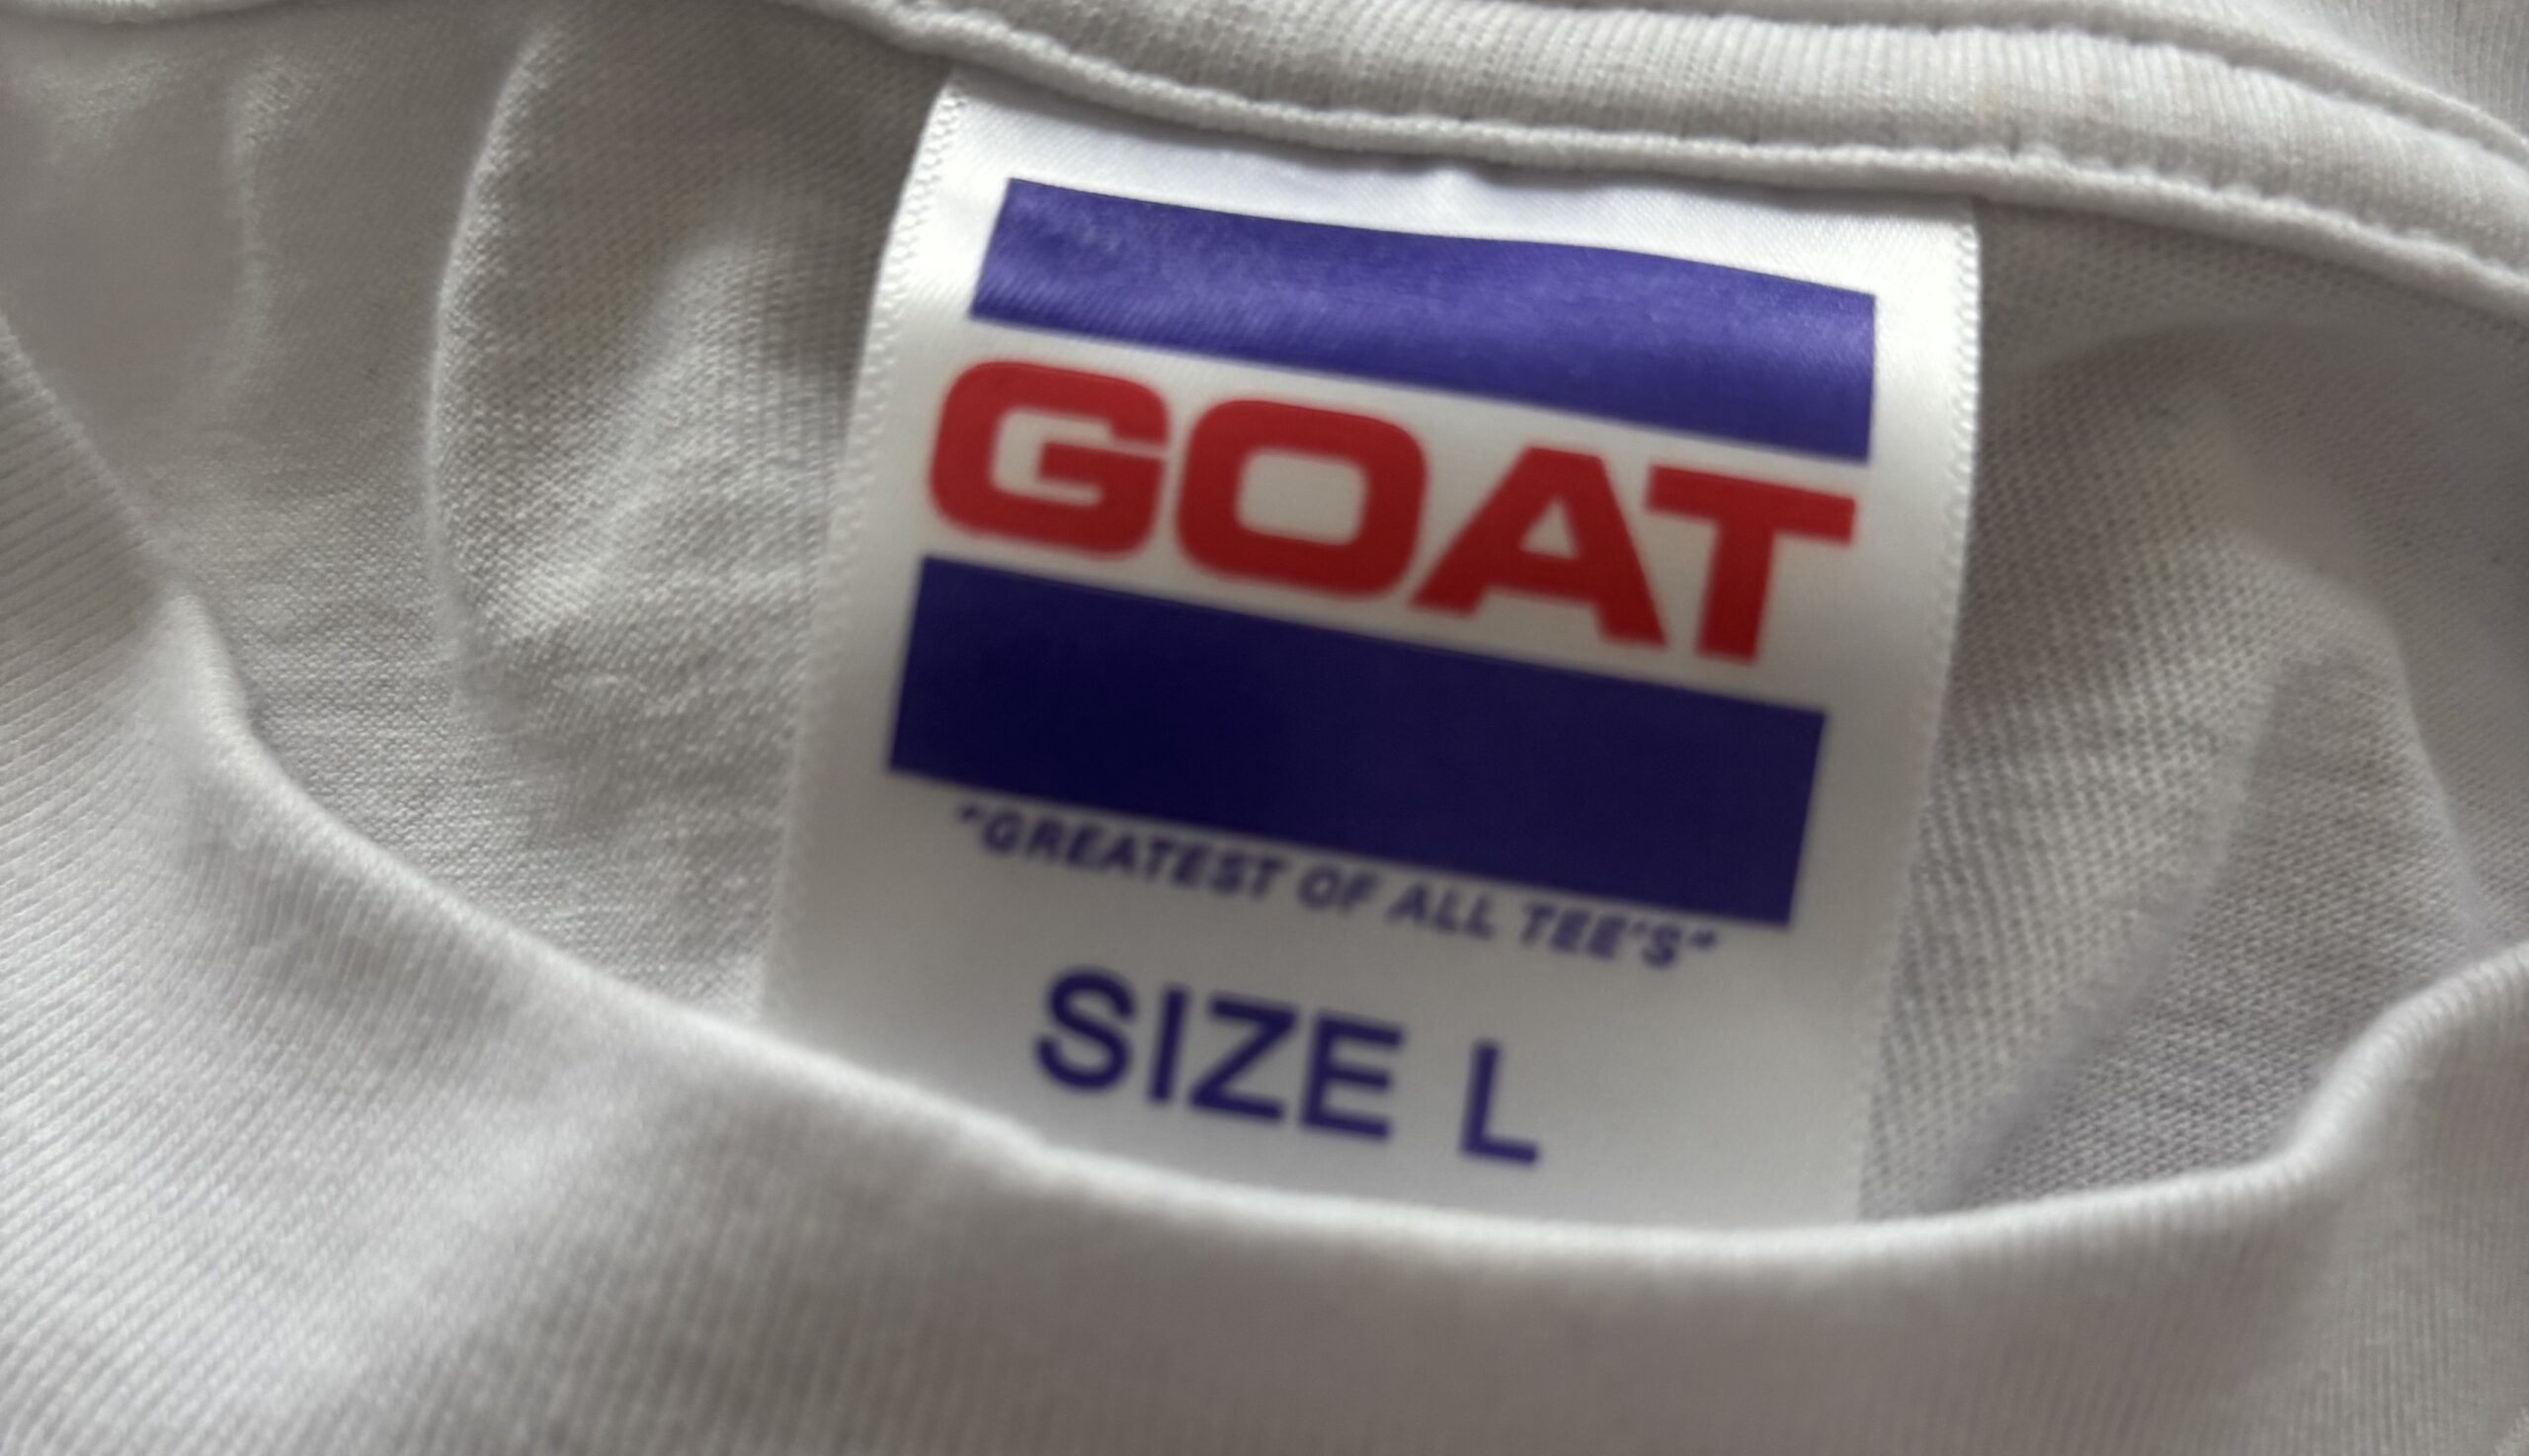 GOAT
"GREATEST OF ALL TEE'S"
SIZE L